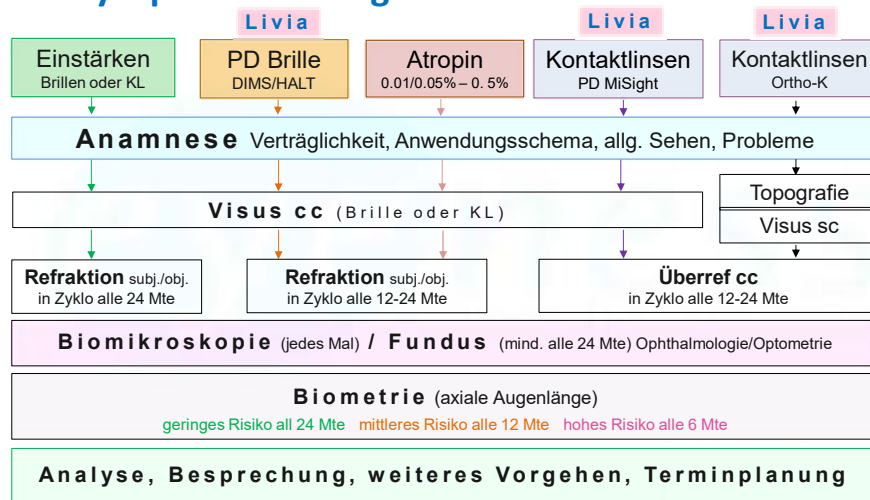 Livia
Livia
Livia
Einstärken
Brillen oder KL
PD Brille
DIMS/HALT
Atropin
0.01/0.05% – 0. 5%
Kontaktlinsen
PD MiSight
Kontaktlinsen
Ortho-K
Anamnese Verträglichkeit, Anwendungsschema, allg. Sehen, Probleme
Visus cc (Brille oder KL)
Topografie
Visus sc
Refraktion subj./obj.
in Zyklo alle 24 Mte
Refraktion subj./obj.
in Zyklo alle 12-24 Mte
Überref cc
in Zyklo alle 12-24 Mte
Biomikroskopie (jedes Mal) / Fundus (mind. alle 24 Mte) Ophthalmologie/Optometrie
Biometrie (axiale Augenlänge)
geringes Risiko all 24 Mte mittleres Risiko alle 12 Mte hohes Risiko alle 6 Mte
Analyse, Besprechung, weiteres Vorgehen, Terminplanung